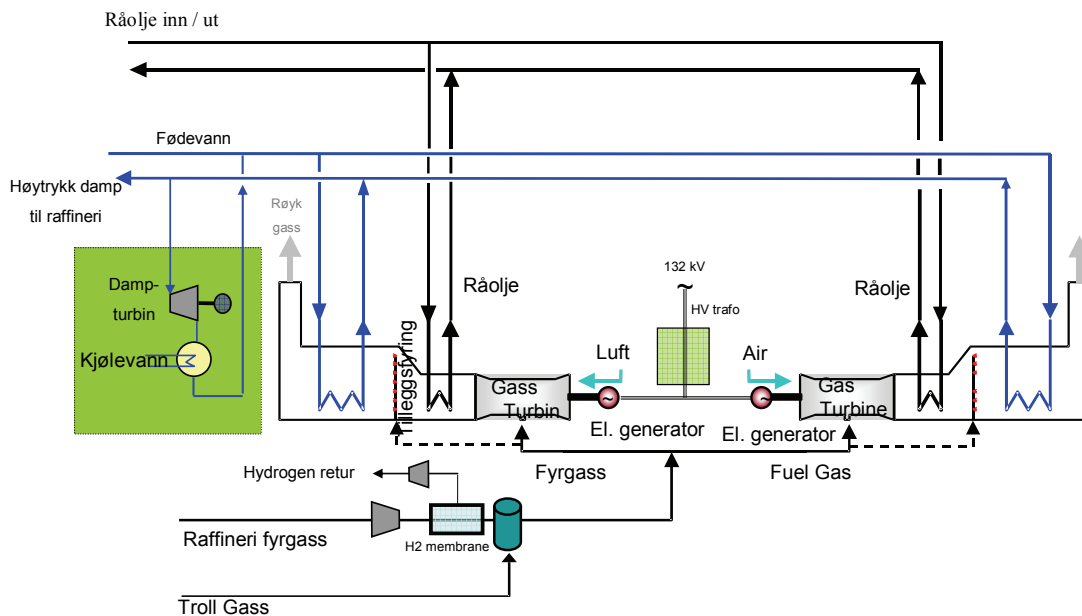 Råolje inn / ut
Fødevann
Høytrykk damp
til raffineri
Røyk
gass
132 kV
~
Damp-
turbin
Råolje
HV trafo
Råolje
Kjølevann
Tilleggsfyring
Luft
Air
Gass
Turbin
~
~
Gas
Turbine
El. generator
El. generator
Fyrgass
Fuel Gas
Hydrogen retur
Raffineri fyrgass
H2 membrane
Troll Gass